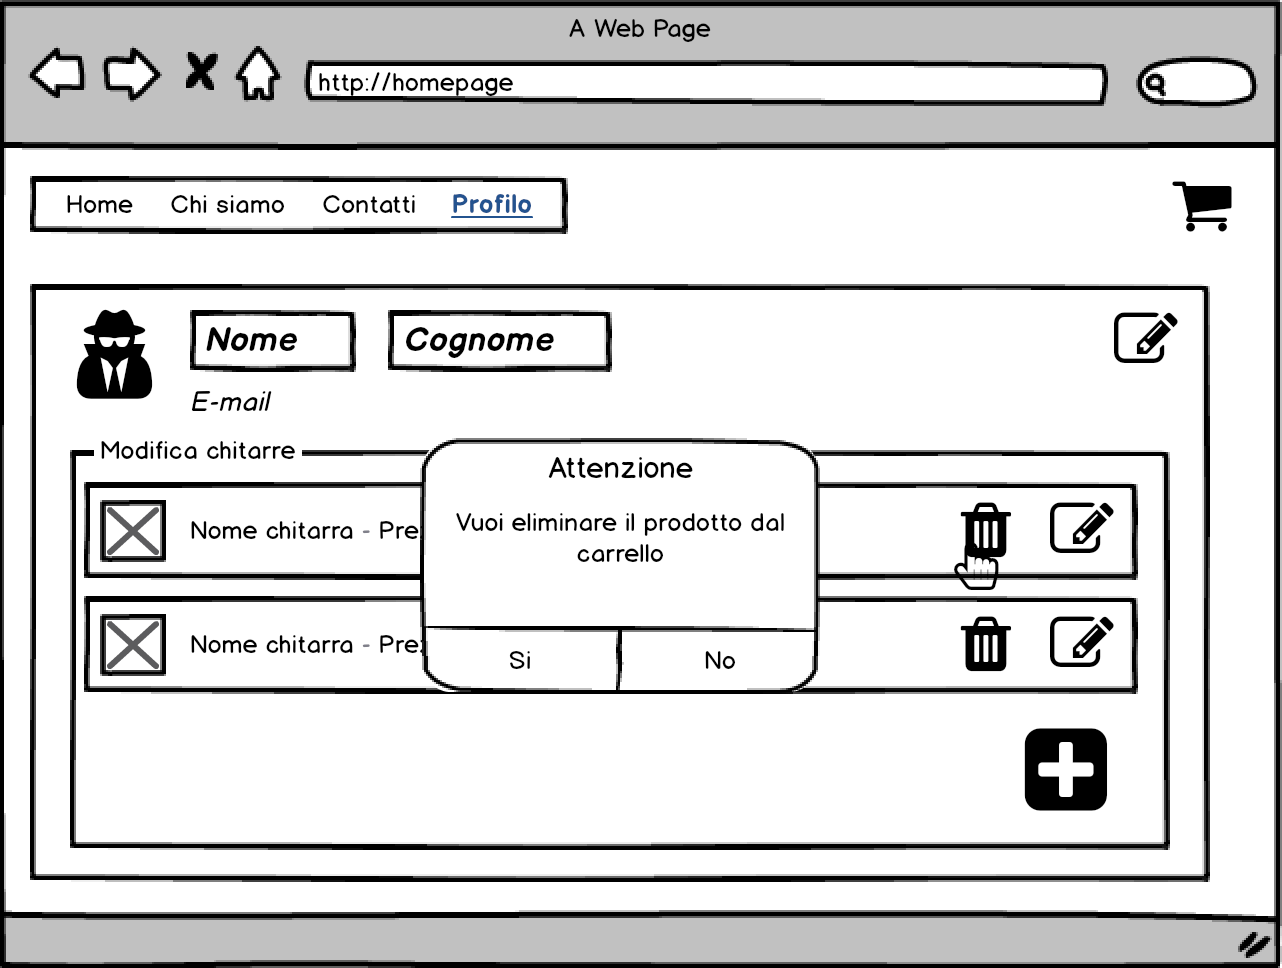 A Web Page
http://homepage
Home Chi siamo Contatti Profilo
Nome Cognome
E-mail
Modifica chitarre
Attenzione
Vuoi eliminare il prodotto dal
carrello
Nome chitarra - Pre
Nome chitarra - Pre
Si No